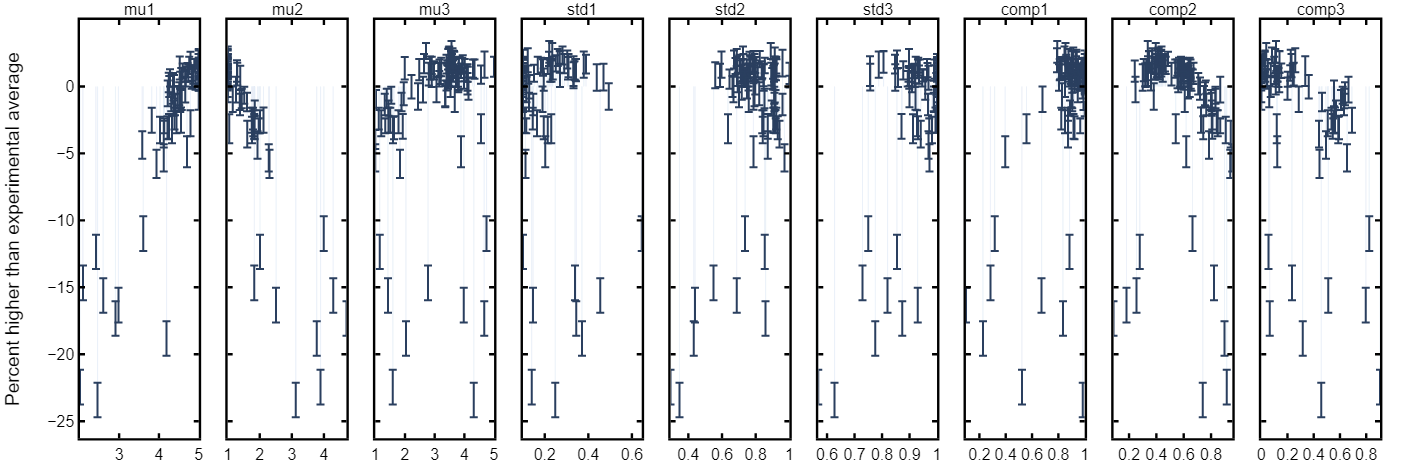 mu1 mu2 mu3 std1 std2 std3 comp1 comp2 comp3
Percent higher than experimental average
0
−5
−10
−15
−20
−25
3 4 5 1 2 3 4 1 2 3 4 5 0.2 0.4 0.6 0.4 0.6 0.8 1 0.6 0.7 0.8 0.9 1 0.2 0.4 0.6 0.8 1 0.2 0.4 0.6 0.8 0 0.2 0.4 0.6 0.8